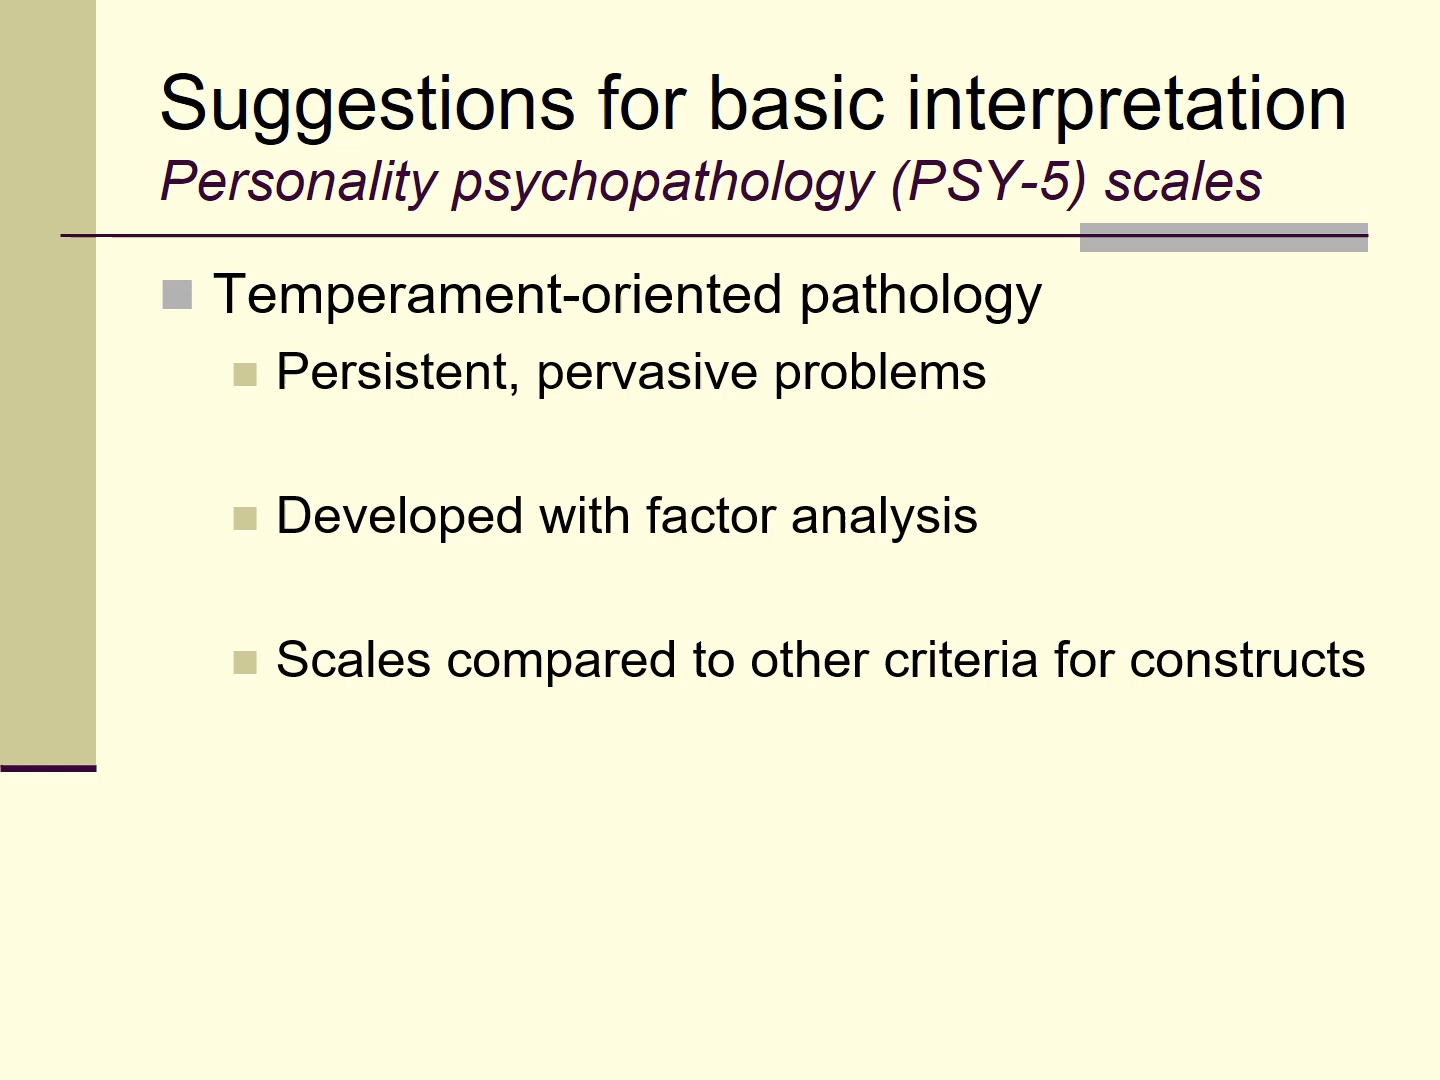 Suggestions for basic interpretation
Personality psychopathology (PSY-5) scales
Temperament-oriented pathology
Persistent, pervasive problems
Developed with factor analysis
Scales compared to other criteria for constructs